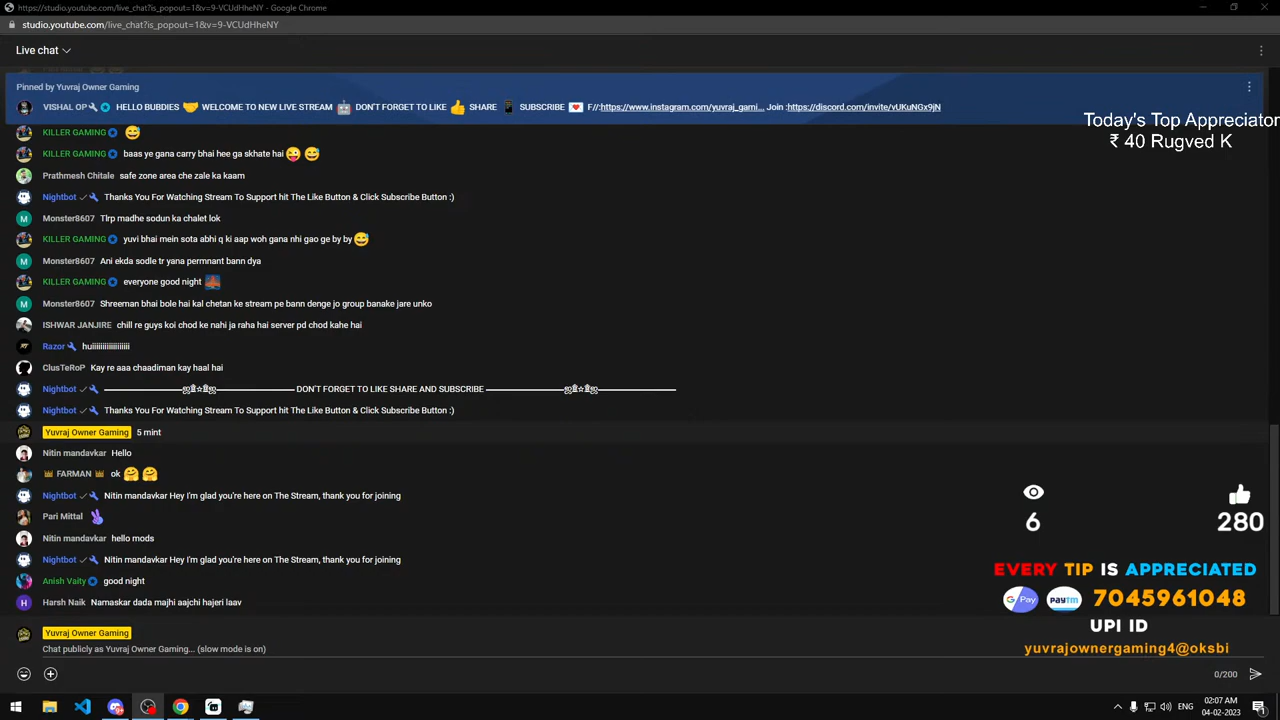 https://studio.youtube.com/live_chat?is_popout=1&v=9-VCUdHheNY - Google Chrome
studio.youtube.com/live_chat?is_popout=1&v=9-VCUdHheNY
Live chat
Pinned by Yuvraj Owner Gaming
VISHAL OP HELLO BUBDIES 🤝 WELCOME TO NEW LIVE STREAM 🤖 DON'T FORGET TO LIKE 👍 SHARE 📱 SUBSCRIBE 💌 F//:https://www.instagram.com/yuvraj_gami... Join :https://discord.com/invite/vUKuNGx9jN
Today's Top Appreciator
₹ 40 Rugved K
KILLER GAMING 😅
KILLER GAMING baas ye gana carry bhai hee ga skhate hai 😜 😅
Prathmesh Chitale safe zone area che zale ka kaam
Nightbot Thanks You For Watching Stream To Support hit The Like Button & Click Subscribe Button :)
Monster8607 Tlrp madhe sodun ka chalet lok
KILLER GAMING yuvi bhai mein sota abhi q ki aap woh gana nhi gao ge by by 😅
Monster8607 Ani ekda sodle tr yana permnant bann dya
KILLER GAMING everyone good night
Monster8607 Shreeman bhai bole hai kal chetan ke stream pe bann denge jo group banake jare unko
ISHWAR JANJIRE chill re guys koi chod ke nahi ja raha hai server pd chod kahe hai
Razor huiiiiiiiiiiiiiiiiii
ClusTeRoP Kay re aaa chaadiman kay haal hai
Nightbot DON'T FORGET TO LIKE SHARE AND SUBSCRIBE
Nightbot Thanks You For Watching Stream To Support hit The Like Button & Click Subscribe Button :)
Yuvraj Owner Gaming 5 mint
Nitin mandavkar Hello
👑 FARMAN 👑 ok 🤗 🤗
Nightbot Nitin mandavkar Hey I'm glad you're here on The Stream, thank you for joining
Pari Mittal
Nitin mandavkar hello mods
Nightbot Nitin mandavkar Hey I'm glad you're here on The Stream, thank you for joining
Anish Vaity good night
H Harsh Naik Namaskar dada majhi aajchi hajeri laav
6
280
EVERY TIP IS APPRECIATED
G Pay paytm 7045961048
UPI ID
yuvrajownergaming4@oksbi
Yuvraj Owner Gaming
Chat publicly as Yuvraj Owner Gaming... (slow mode is on)
0/200
ENG
02:07 AM
04-02-2023